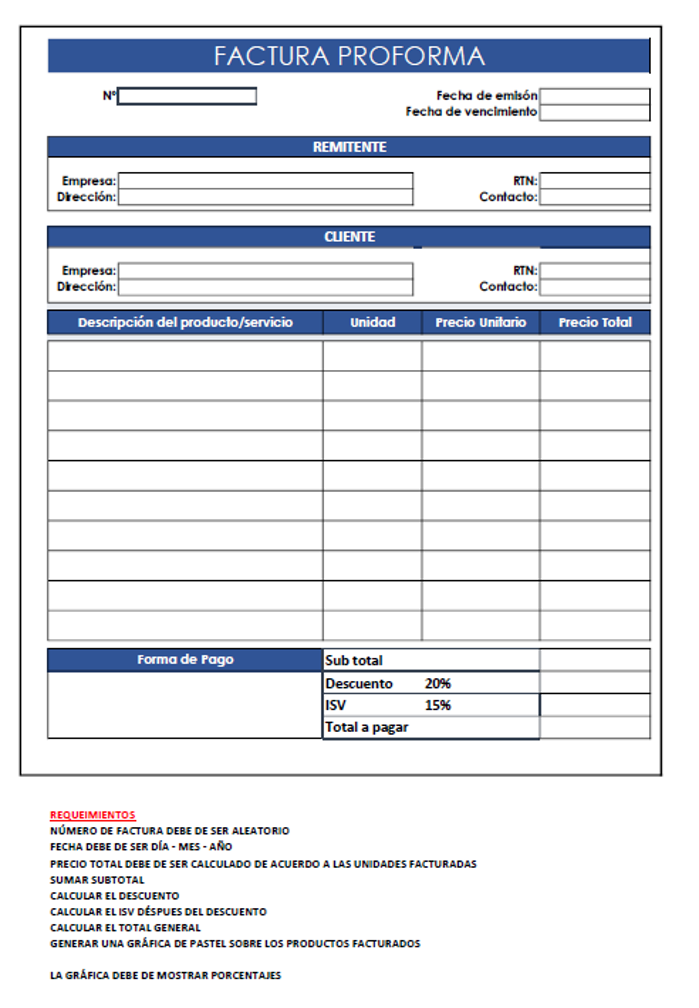 FACTURA PROFORMA
Nº
Fecha de emisón
Fecha de vencimiento
REMITENTE
Empresa: RTN:
Dirección: Contacto:
CLIENTE
Empresa: RTN:
Dirección: Contacto:
Descripción del producto/servicio Unidad Precio Unitario Precio Total
Forma de Pago Sub total
Descuento 20%
ISV 15%
Total a pagar
REQUEIMIENTOS
NÚMERO DE FACTURA DEBE DE SER ALEATORIO
FECHA DEBE DE SER DÍA - MES - AÑO
PRECIO TOTAL DEBE DE SER CALCULADO DE ACUERDO A LAS UNIDADES FACTURADAS
SUMAR SUBTOTAL
CALCULAR EL DESCUENTO
CALCULAR EL ISV DÉSPUES DEL DESCUENTO
CALCULAR EL TOTAL GENERAL
GENERAR UNA GRÁFICA DE PASTEL SOBRE LOS PRODUCTOS FACTURADOS
LA GRÁFICA DEBE DE MOSTRAR PORCENTAJES